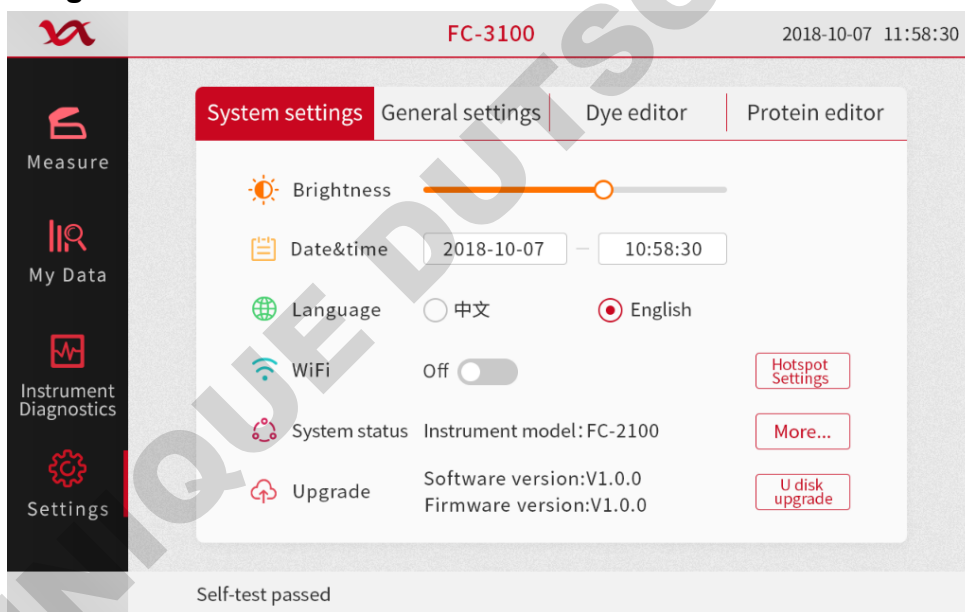 FC-3100
2018-10-07 11:58:30
Measure
My Data
Instrument
Diagnostics
Settings
System settings
General settings
Dye editor
Protein editor
Brightness
Date&time
2018-10-07 – 10:58:30
Language
中文
English
WiFi
Off
Hotspot
Settings
System status
Instrument model:FC-2100
More...
Upgrade
Software version:V1.0.0
Firmware version:V1.0.0
U disk
upgrade
Self-test passed